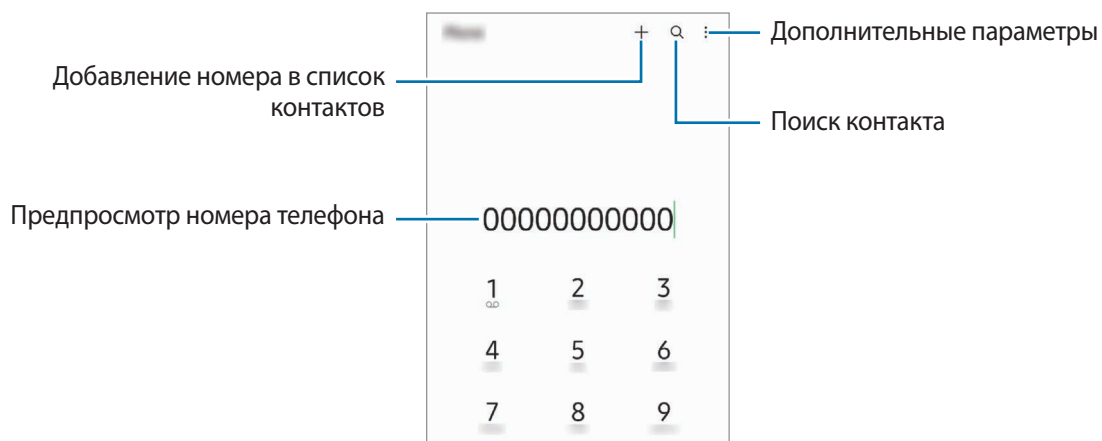 Дополнительные параметры
Добавление номера в список
контактов
Поиск контакта
Предпросмотр номера телефона
00000000000
1 2 3
4 5 6
7 8 9